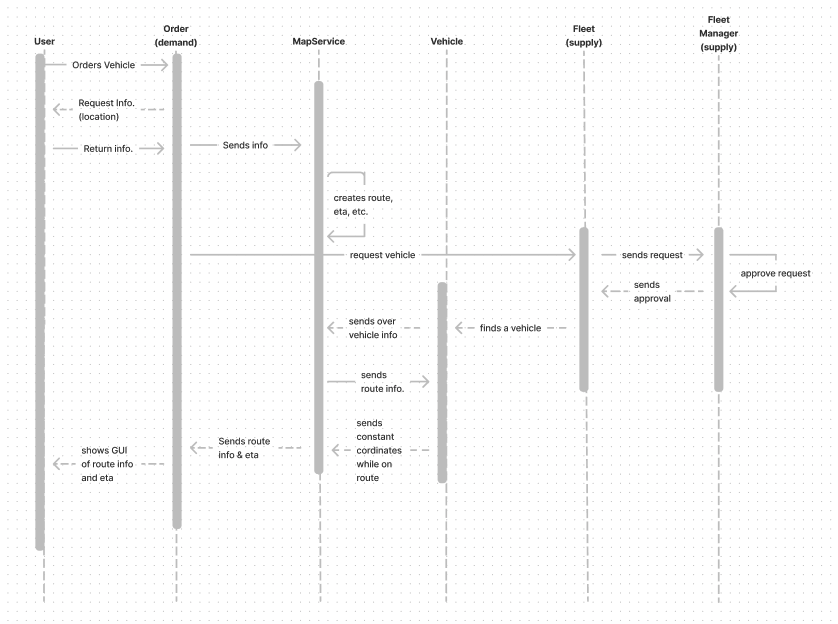 User
Order
(demand)
MapService
Vehicle
Fleet
(supply)
Fleet
Manager
(supply)
Orders Vehicle
Request Info.
(location)
Return info.
Sends info
creates route,
eta, etc.
request vehicle
sends request
approve request
sends
approval
sends over
vehicle info
finds a vehicle
sends
route info.
sends
constant
cordinates
while on
route
Sends route
info & eta
shows GUI
of route info
and eta